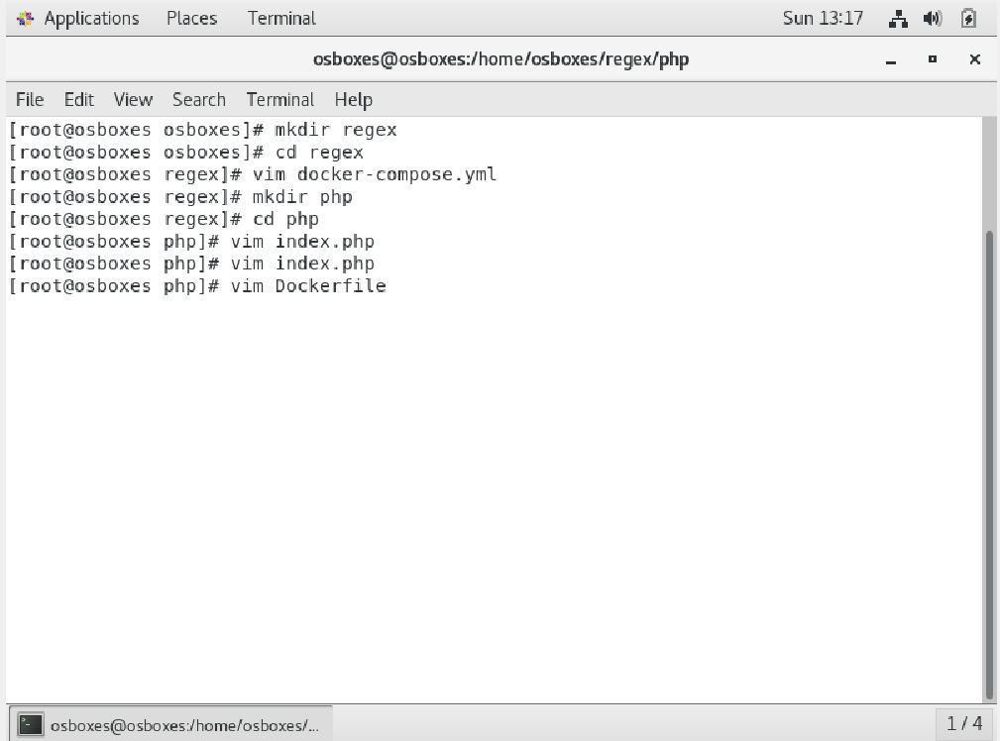 Applications Places Terminal Sun 13:17
osboxes@osboxes:/home/osboxes/regex/php
File Edit View Search Terminal Help
[root@osboxes osboxes]# mkdir regex
[root@osboxes osboxes]# cd regex
[root@osboxes regex]# vim docker-compose.yml
[root@osboxes regex]# mkdir php
[root@osboxes regex]# cd php
[root@osboxes php]# vim index.php
[root@osboxes php]# vim index.php
[root@osboxes php]# vim Dockerfile
osboxes@osboxes:/home/osboxes/... 1 / 4